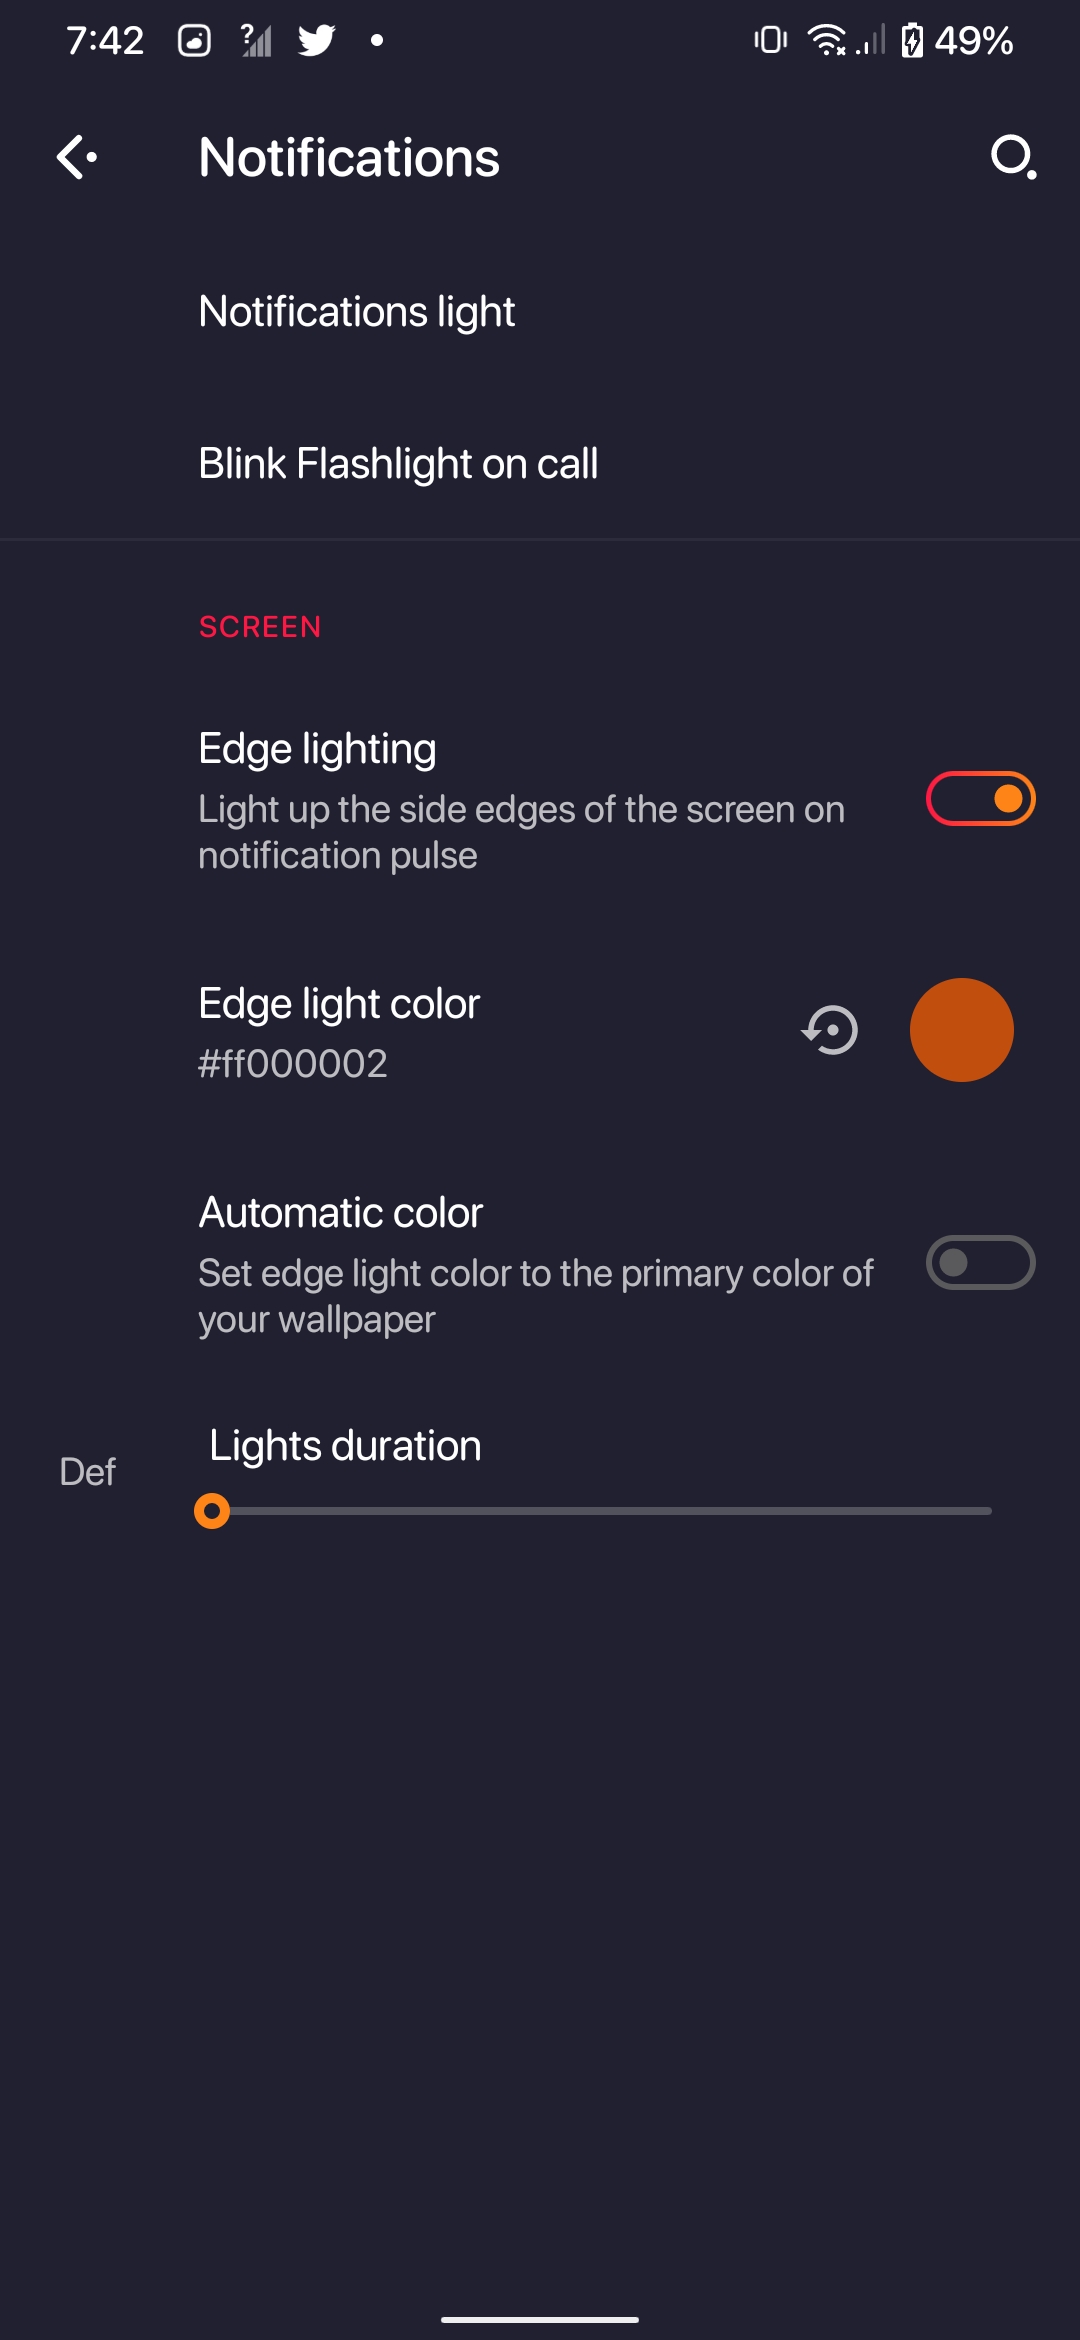 7:42
49%
Notifications
Notifications light
Blink Flashlight on call
SCREEN
Edge lighting
Light up the side edges of the screen on
notification pulse
Edge light color
#ff000002
Automatic color
Set edge light color to the primary color of
your wallpaper
Lights duration
Def